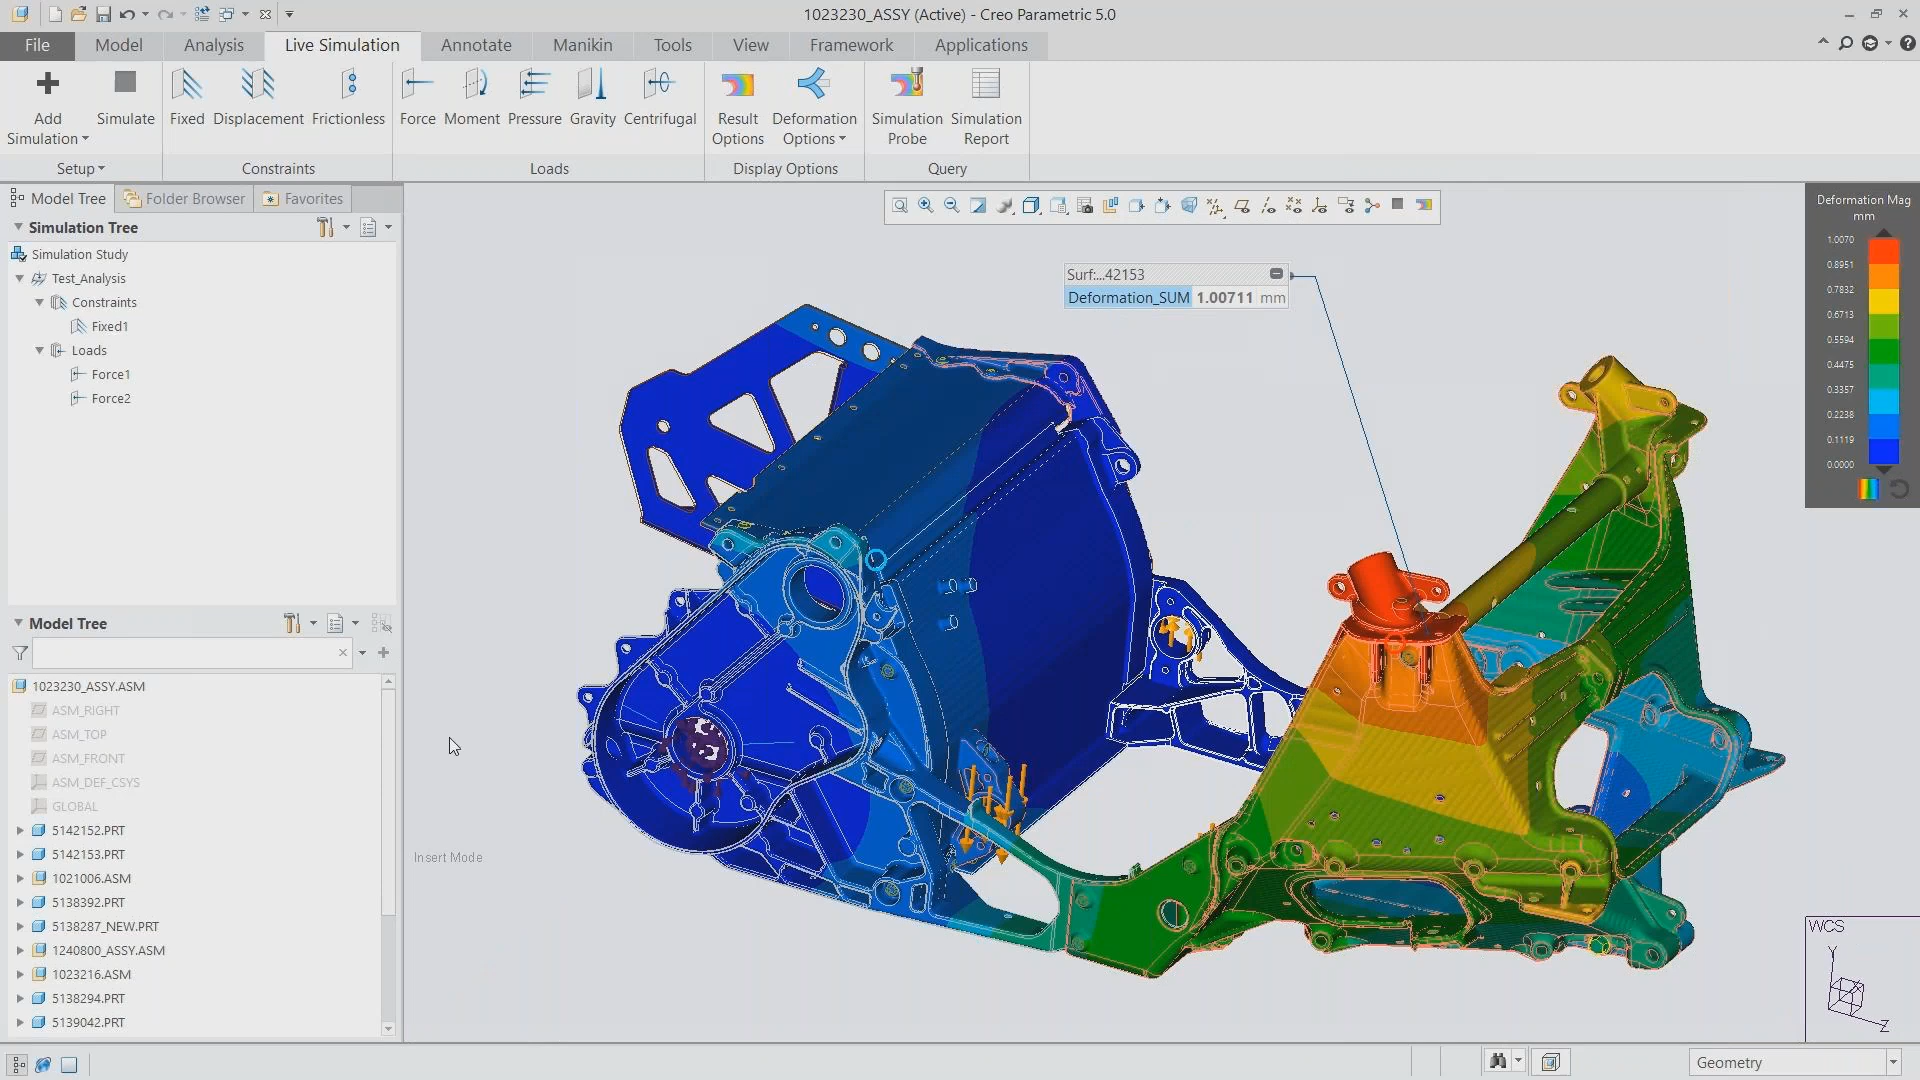 1023230_ASSY (Active) - Creo Parametric 5.0
File Model Analysis Live Simulation Annotate Manikin Tools View Framework Applications
Add Simulation
Simulate
Fixed
Displacement
Frictionless
Force
Moment
Pressure
Gravity
Centrifugal
Result Options
Deformation Options
Simulation Probe
Simulation Report
Setup
Constraints
Loads
Display Options
Query
Model Tree Folder Browser Favorites
Simulation Tree
Simulation Study
Test_Analysis
Constraints
Fixed1
Loads
Force1
Force2
Model Tree
1023230_ASSY.ASM
ASM_RIGHT
ASM_TOP
ASM_FRONT
ASM_DEF_CSYS
GLOBAL
5142152.PRT
5142153.PRT
1021006.ASM
5138392.PRT
5138287_NEW.PRT
1240800_ASSY.ASM
1023216.ASM
5138294.PRT
5139042.PRT
Insert Mode
Surf:...42153
Deformation_SUM 1.00711 mm
Deformation Mag
mm
1.0070
0.8951
0.7832
0.6713
0.5594
0.4475
0.3357
0.2238
0.1119
0.0000
WCS
Y
X
Z
Geometry